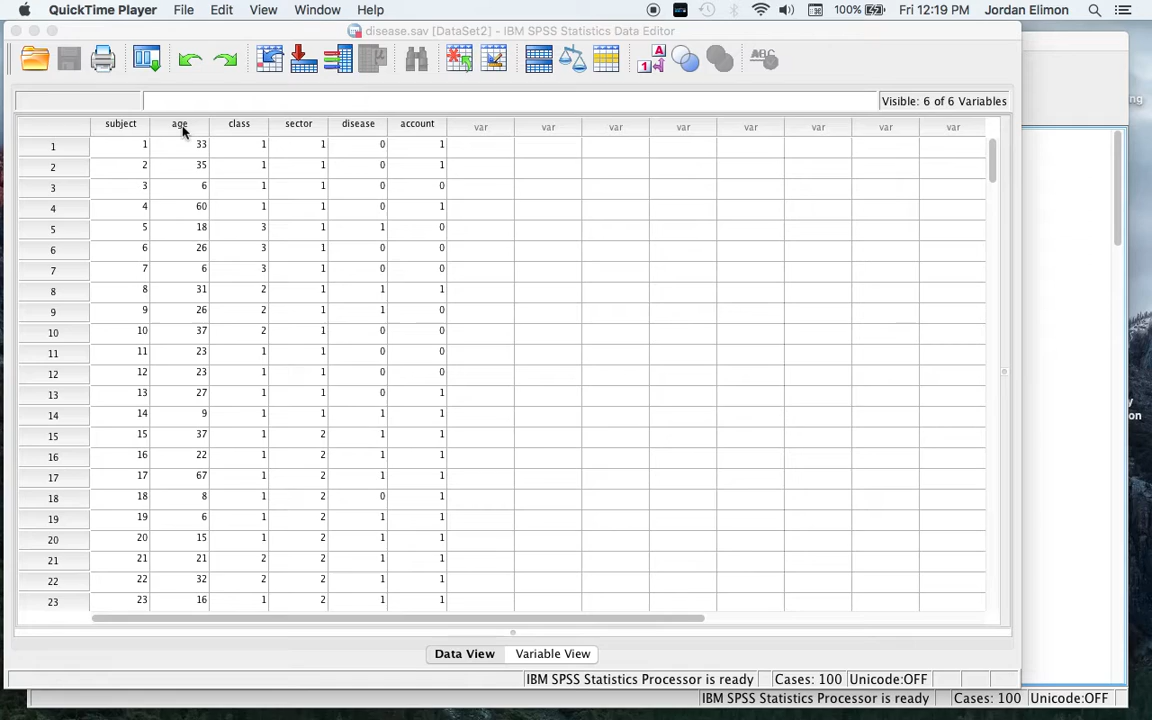 QuickTime Player File Edit View Window Help 100% Fri 12:19 PM Jordan Elimon
disease.sav [DataSet2] - IBM SPSS Statistics Data Editor
Visible: 6 of 6 Variables
subject age class sector disease account var var var var var var var var
1 1 33 1 1 0 1
2 2 35 1 1 0 1
3 3 6 1 1 0 0
4 4 60 1 1 0 1
5 5 18 3 1 1 0
6 6 26 3 1 0 0
7 7 6 3 1 0 0
8 8 31 2 1 1 1
9 9 26 2 1 1 0
10 10 37 2 1 0 0
11 11 23 1 1 0 0
12 12 23 1 1 0 0
13 13 27 1 1 0 1
14 14 9 1 1 1 1
15 15 37 1 2 1 1
16 16 22 1 2 1 1
17 17 67 1 2 1 1
18 18 8 1 2 0 1
19 19 6 1 2 1 1
20 20 15 1 2 1 1
21 21 21 2 2 1 1
22 22 32 2 2 1 1
23 23 16 1 2 1 1
Data View Variable View
IBM SPSS Statistics Processor is ready Cases: 100 Unicode:OFF
IBM SPSS Statistics Processor is ready Cases: 100 Unicode:OFF